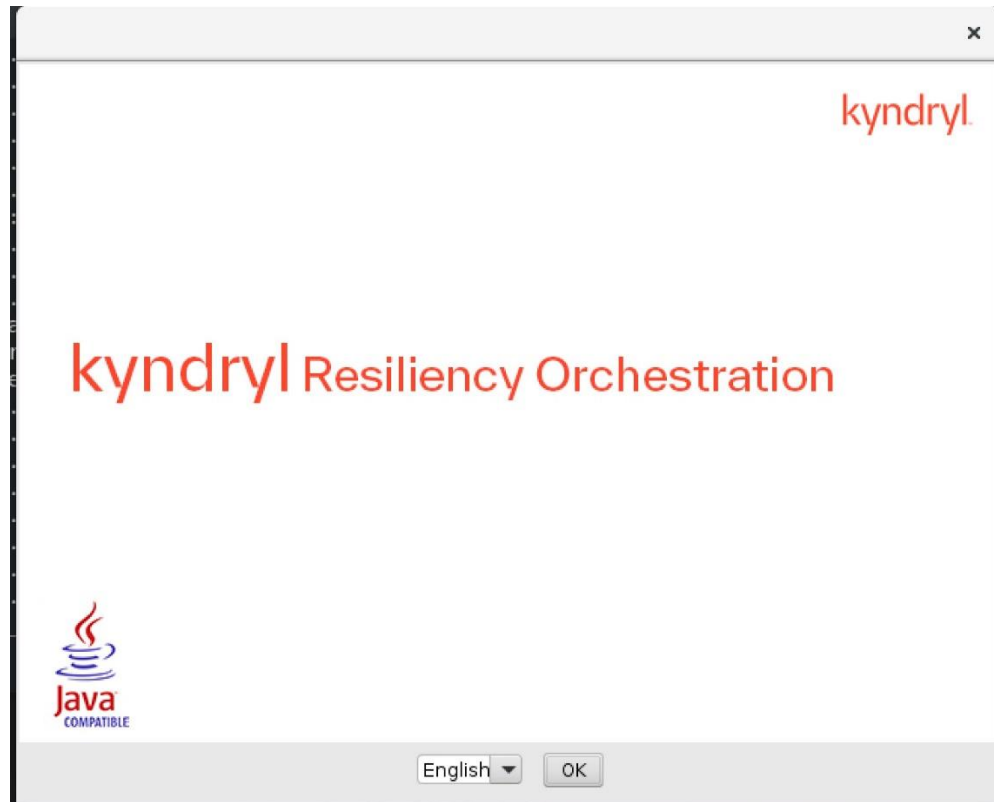 kyndryl
kyndryl Resiliency Orchestration
Java
COMPATIBLE
English OK